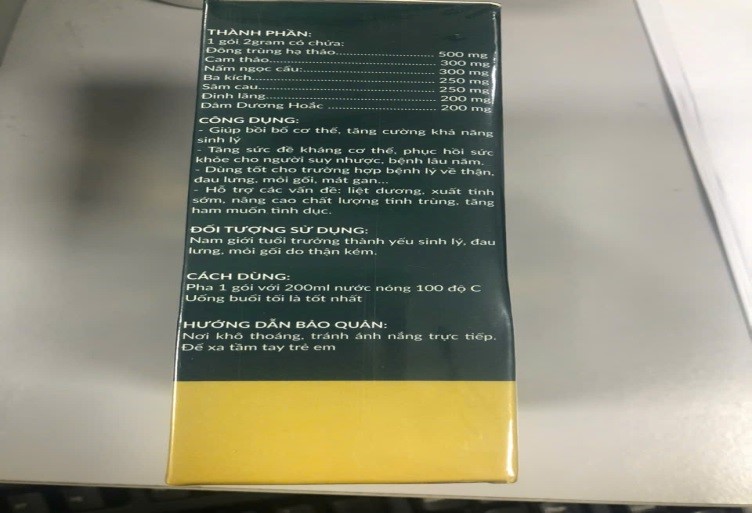 THÀNH PHẦN:
1 gói 2gram có chứa:
Đông trùng hạ thảo.................... 500 mg
Cam thảo.................... 300 mg
Nấm ngọc cẩu:.................... 300 mg
Ba kích.................... 250 mg
Sâm cau.................... 250 mg
Đinh lăng.................... 200 mg
Dâm Dương Hoắc .................... 200 mg
CÔNG DỤNG:
- Giúp bồi bổ cơ thể, tăng cường khả năng
sinh lý
- Tăng sức đề kháng cơ thể, phục hồi sức
khỏe cho người suy nhược, bệnh lâu năm.
- Dùng tốt cho trường hợp bệnh lý về thận,
đau lưng, mỏi gối, mát gan...
- Hỗ trợ các vấn đề: liệt dương, xuất tinh
sớm, nâng cao chất lượng tinh trùng, tăng
ham muốn tình dục.
ĐỐI TƯỢNG SỬ DỤNG:
Nam giới tuổi trưởng thành yếu sinh lý, đau
lưng, mỏi gối do thận kém.
CÁCH DÙNG:
Pha 1 gói với 200ml nước nóng 100 độ C
Uống buổi tối là tốt nhất
HƯỚNG DẪN BẢO QUẢN:
Nơi khô thoáng, tránh ánh nắng trực tiếp.
Để xa tầm tay trẻ em